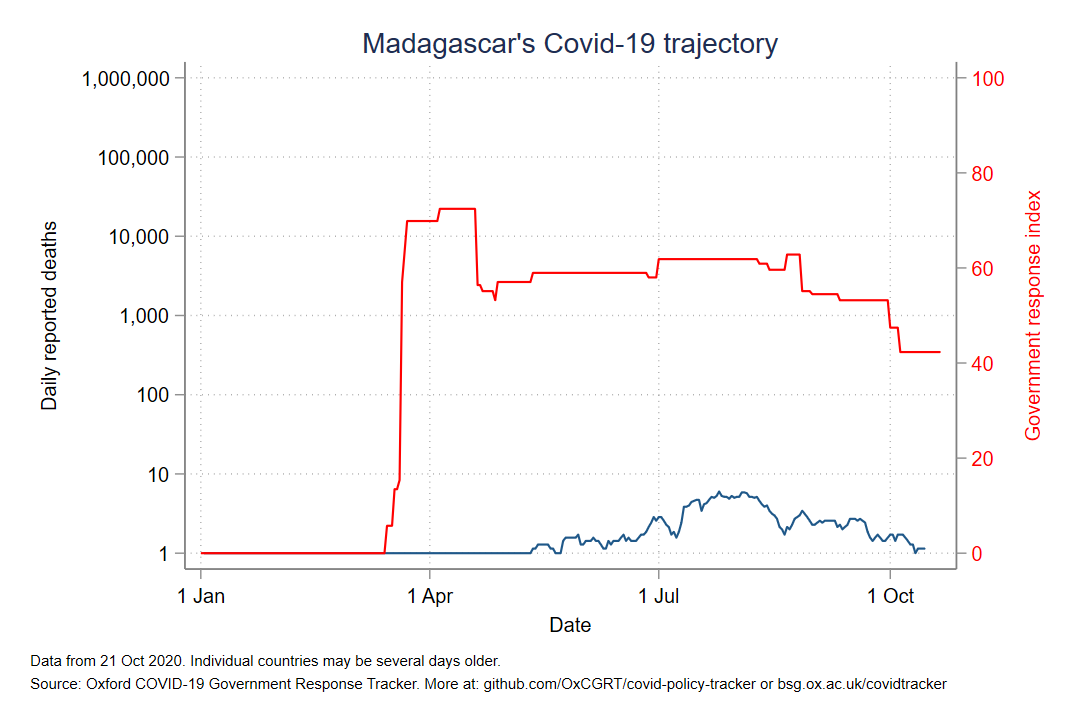 Madagascar's Covid-19 trajectory
1,000,000
100,000
10,000
1,000
100
10
1
Daily reported deaths
100
80
60
40
20
0
Government response index
1 Jan
1 Apr
1 Jul
1 Oct
Date
Data from 21 Oct 2020. Individual countries may be several days older.
Source: Oxford COVID-19 Government Response Tracker. More at: github.com/OxCGRT/covid-policy-tracker or bsg.ox.ac.uk/covidtracker